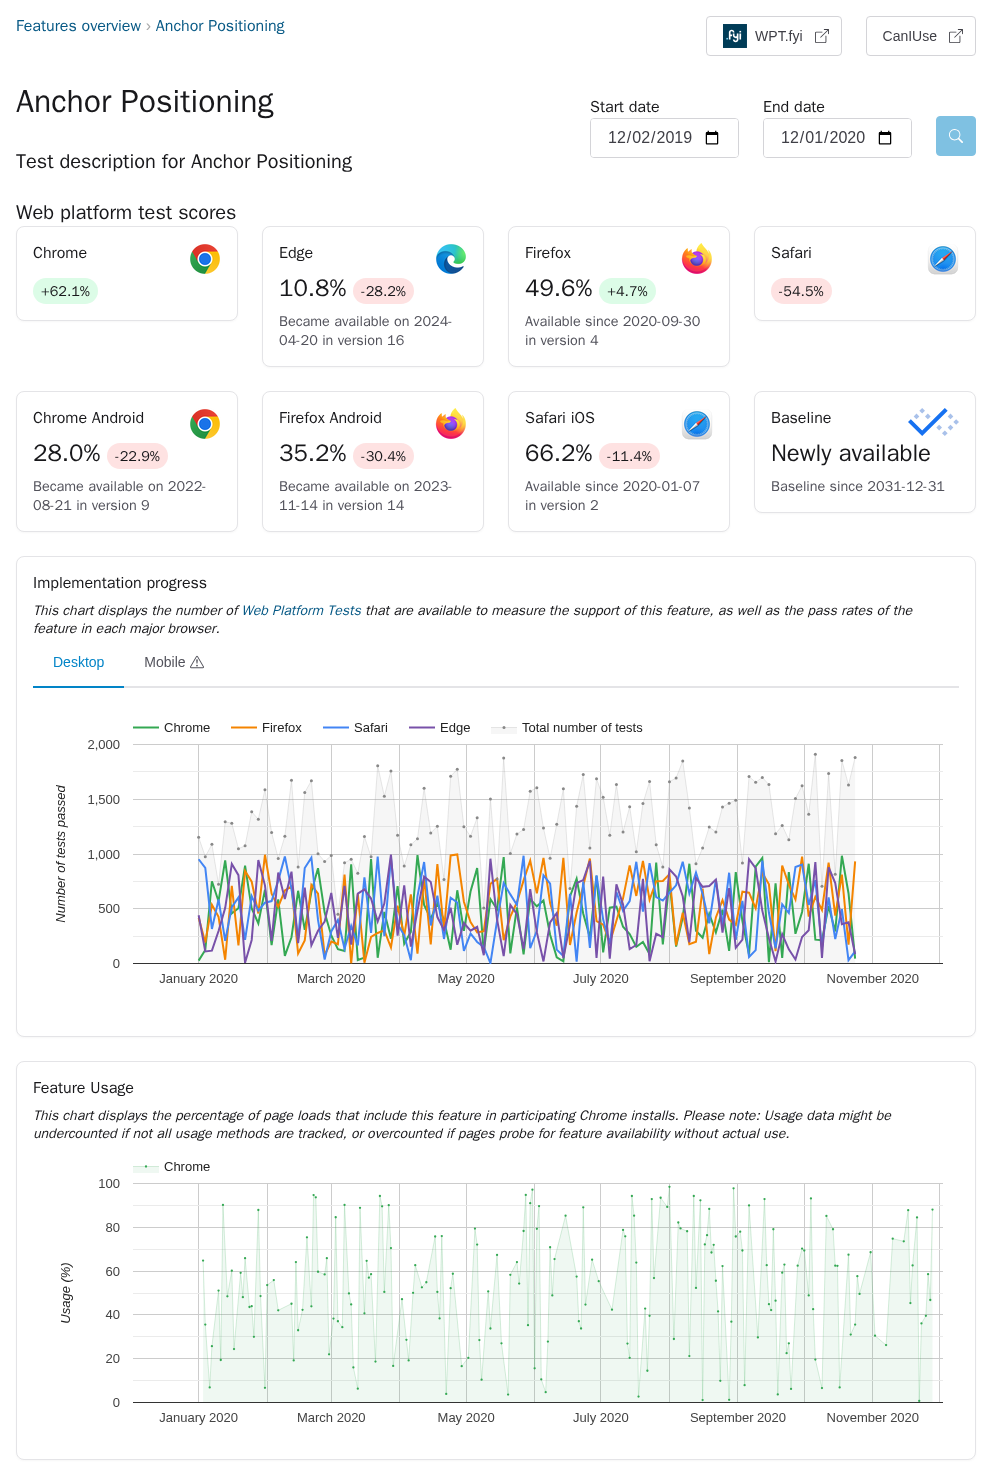 Features overview › Anchor Positioning
.fyi WPT.fyi
CanIUse
Anchor Positioning
Start date
End date
12/02/2019
12/01/2020
Test description for Anchor Positioning
Web platform test scores
Chrome
+62.1%
Edge
10.8% -28.2%
Became available on 2024-
04-20 in version 16
Firefox
49.6% +4.7%
Available since 2020-09-30
in version 4
Safari
-54.5%
Chrome Android
28.0% -22.9%
Became available on 2022-
08-21 in version 9
Firefox Android
35.2% -30.4%
Became available on 2023-
11-14 in version 14
Safari iOS
66.2% -11.4%
Available since 2020-01-07
in version 2
Baseline
Newly available
Baseline since 2031-12-31
Implementation progress
This chart displays the number of Web Platform Tests that are available to measure the support of this feature, as well as the pass rates of the
feature in each major browser.
Desktop
Mobile
Chrome Firefox Safari Edge Total number of tests
Number of tests passed
2,000
1,500
1,000
500
0
January 2020 March 2020 May 2020 July 2020 September 2020 November 2020
Feature Usage
This chart displays the percentage of page loads that include this feature in participating Chrome installs. Please note: Usage data might be
undercounted if not all usage methods are tracked, or overcounted if pages probe for feature availability without actual use.
Chrome
Usage (%)
100
80
60
40
20
0
January 2020 March 2020 May 2020 July 2020 September 2020 November 2020